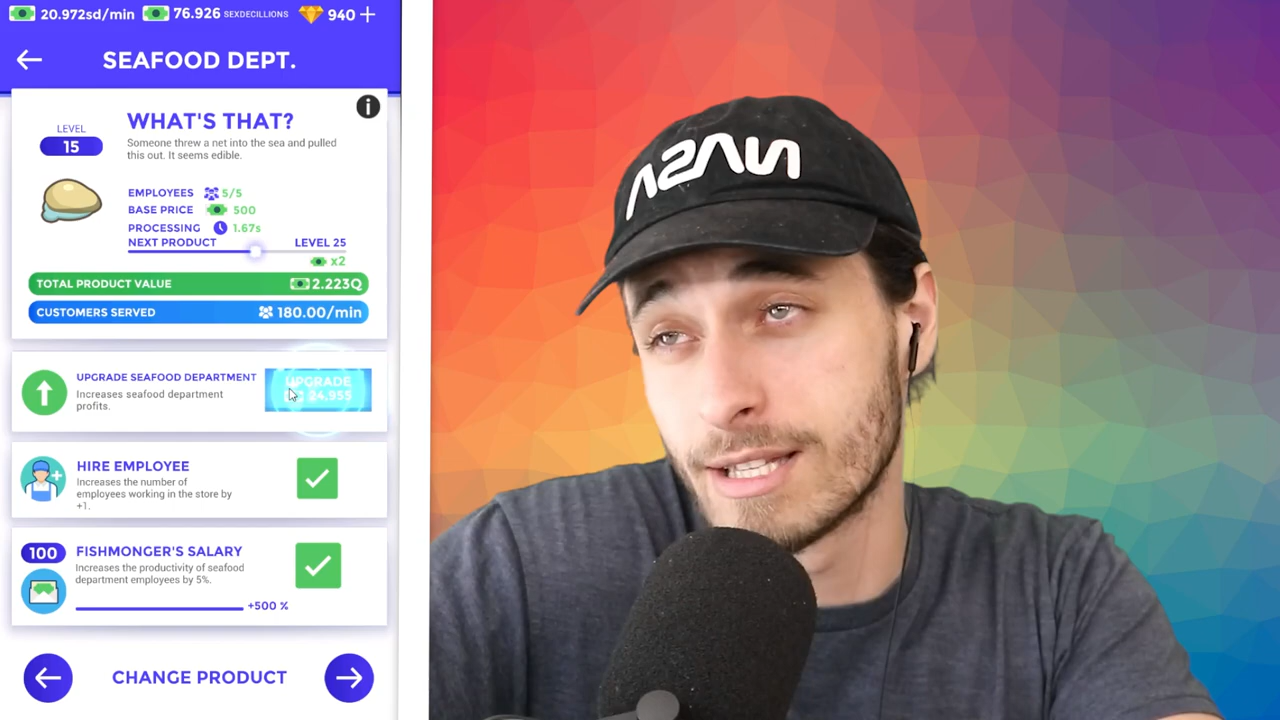 20.972sd/min 76.926 SEXDECILLIONS 940 +
SEAFOOD DEPT.
WHAT'S THAT?
Someone threw a net into the sea and pulled
this out. It seems edible.
LEVEL
15
EMPLOYEES 5/5
BASE PRICE 500
PROCESSING 1.67s
NEXT PRODUCT LEVEL 25
x2
TOTAL PRODUCT VALUE 2.223Q
CUSTOMERS SERVED 180.00/min
UPGRADE SEAFOOD DEPARTMENT
Increases seafood department
profits.
UPGRADE
24,955
HIRE EMPLOYEE
Increases the number of
employees working in the store by
+1.
100 FISHMONGER'S SALARY
Increases the productivity of seafood
department employees by 5%.
+500 %
CHANGE PRODUCT
NASA